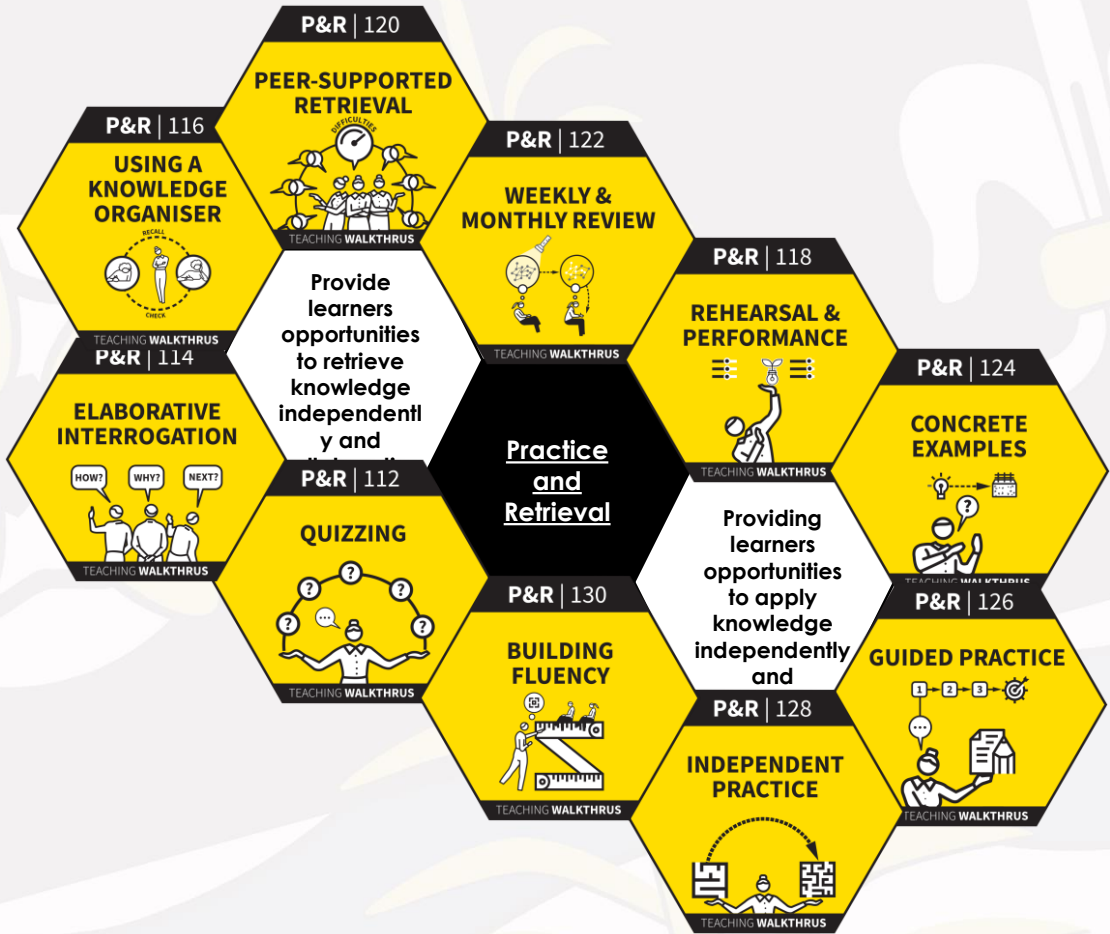 P&R | 120
PEER-SUPPORTED
RETRIEVAL
DIFFICULTIES
TEACHING WALKTHRUS
P&R | 116
USING A
KNOWLEDGE
ORGANISER
RECALL
CHECK
TEACHING WALKTHRUS
P&R | 122
WEEKLY &
MONTHLY REVIEW
TEACHING WALKTHRUS
P&R | 118
REHEARSAL &
PERFORMANCE
TEACHING WALKTHRUS
Provide
learners
opportunities
to retrieve
knowledge
independentl
y and
P&R | 114
ELABORATIVE
INTERROGATION
HOW?
WHY?
NEXT?
TEACHING WALKTHRUS
P&R | 124
CONCRETE
EXAMPLES
?
TEACHING WALKTHRUS
Practice
and
Retrieval
P&R | 112
QUIZZING
?
?
?
?
?
...
TEACHING WALKTHRUS
Providing
learners
opportunities
to apply
knowledge
independently
and
P&R | 130
BUILDING
FLUENCY
TEACHING WALKTHRUS
P&R | 126
GUIDED PRACTICE
1
2
3
...
TEACHING WALKTHRUS
P&R | 128
INDEPENDENT
PRACTICE
TEACHING WALKTHRUS